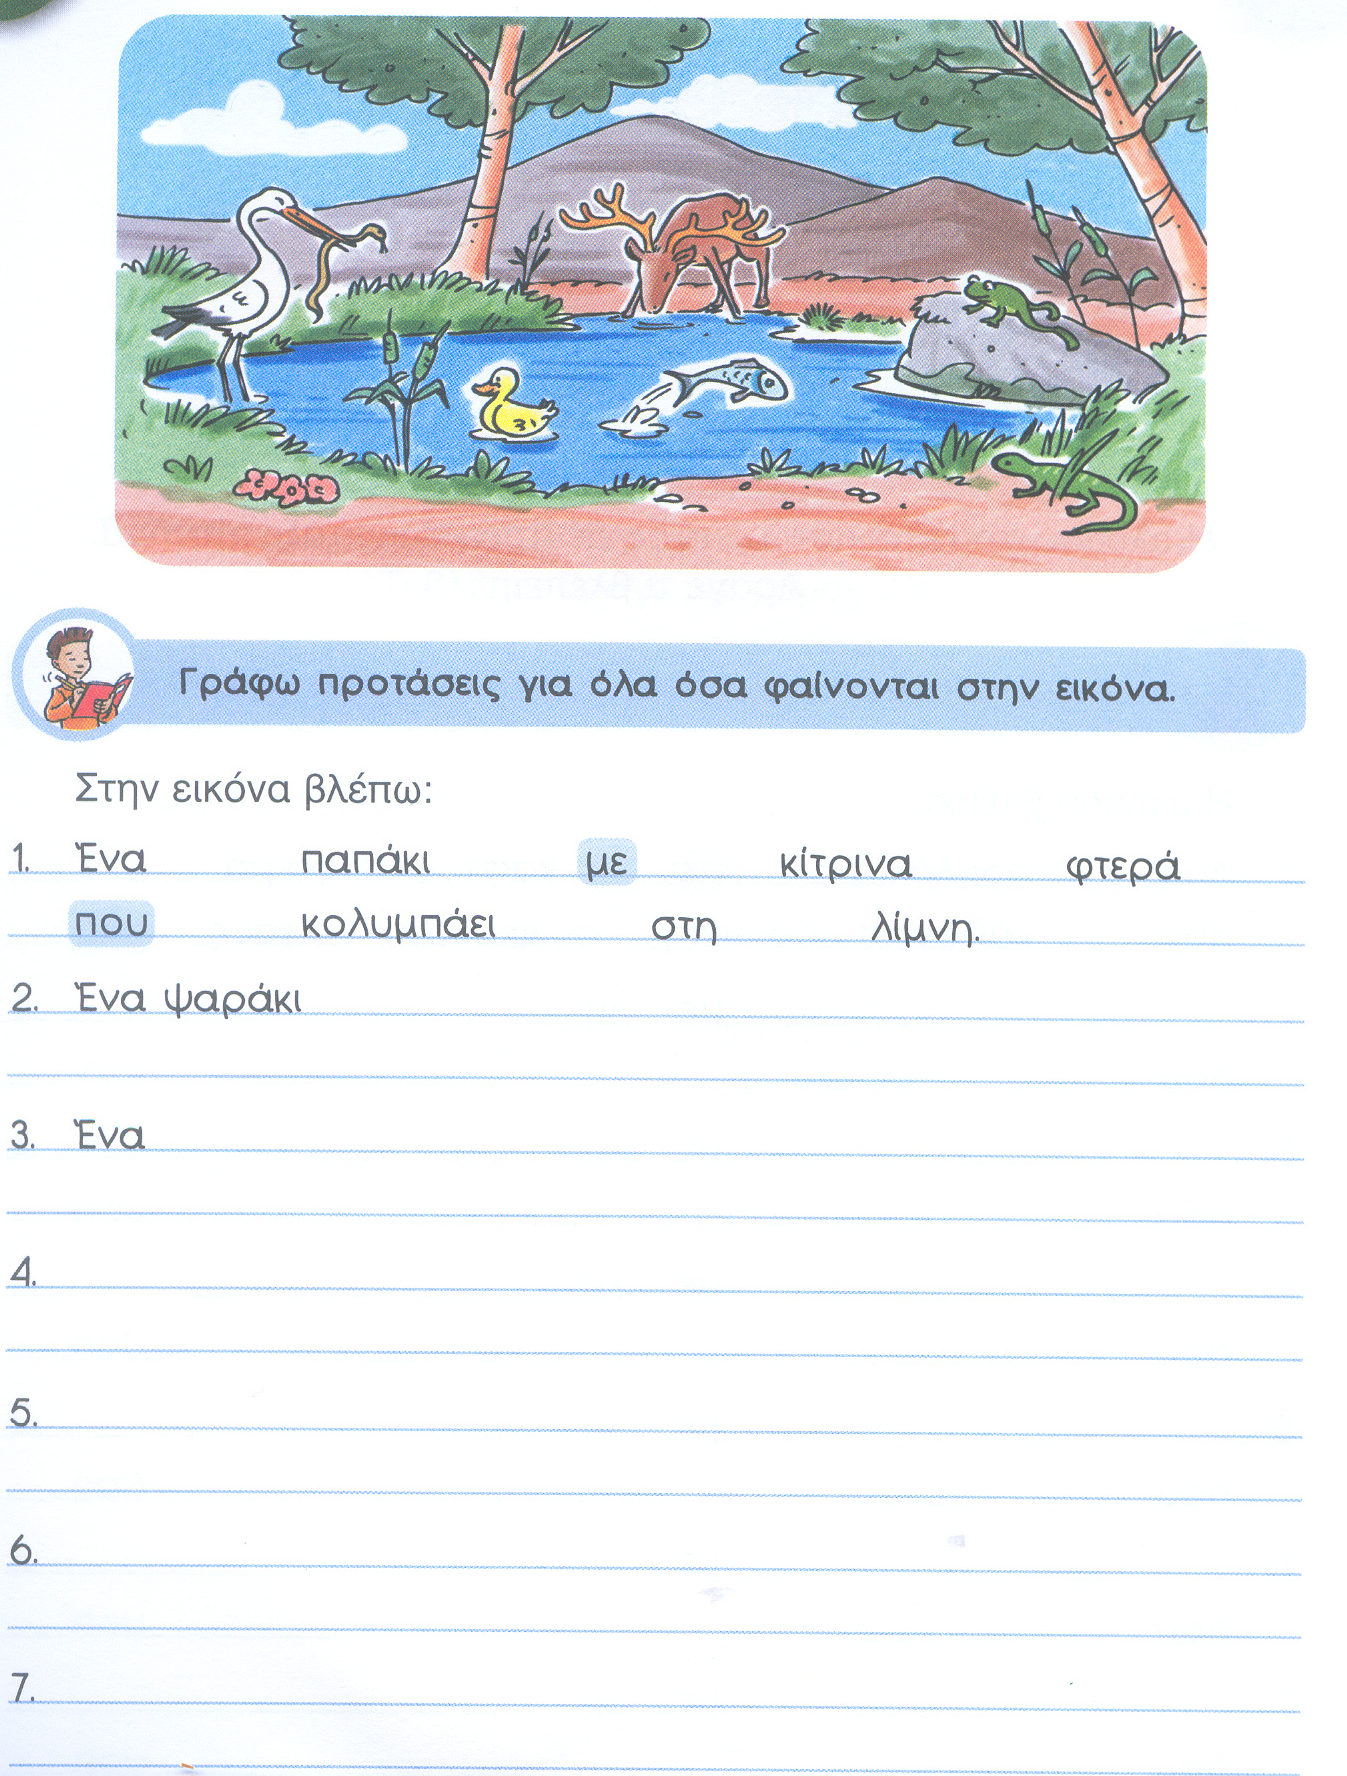 Γράφω προτάσεις για όλα όσα φαίνονται στην εικόνα.
Στην εικόνα βλέπω:
1. Ένα παπάκι με κίτρινα φτερά
που κολυμπάει στη λίμνη.
2. Ένα ψαράκι
3. Ένα
4.
5.
6.
7.